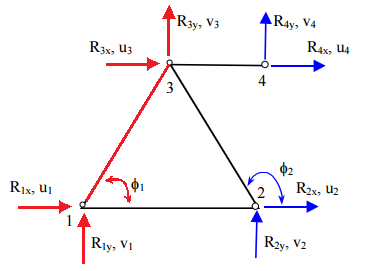 R3y, v3
R4y, v4
R3x, u3
R4x, u4
3
4
ϕ1
ϕ2
R1x, u1
2
R2x, u2
1
R1y, v1
R2y, v2